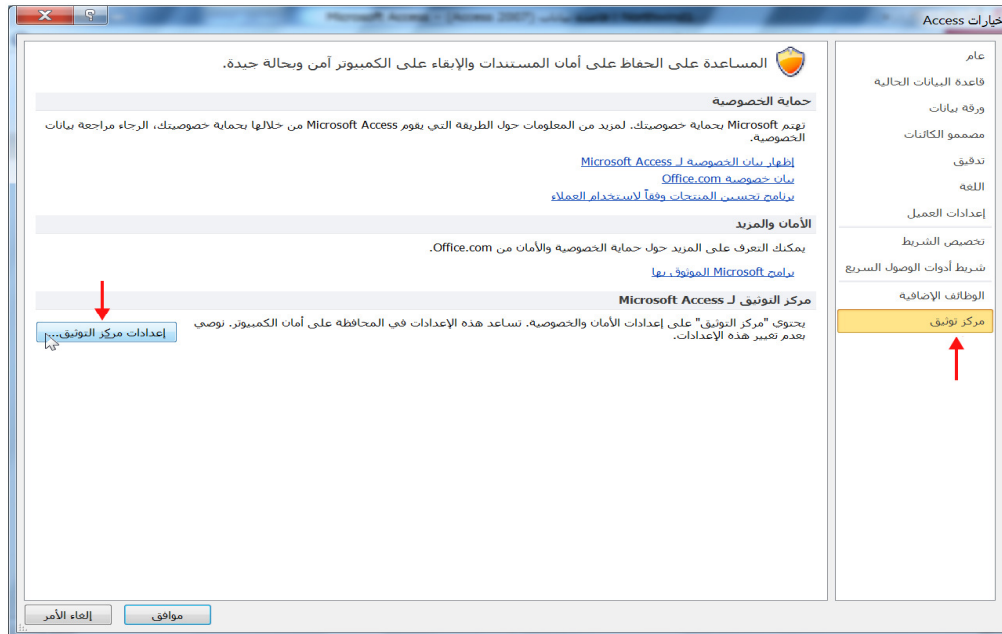 خيارات Access
Microsoft Access - (Access 2007)
عام
قاعدة البيانات الحالية
ورقة بيانات
مصممو الكائنات
تدقيق
اللغة
إعدادات العميل
تخصيص الشريط
شريط أدوات الوصول السريع
الوظائف الإضافية
مركز توثيق
المساعدة على الحفاظ على أمان المستندات والإبقاء على الكمبيوتر آمن وبحالة جيدة.
حماية الخصوصية
تهتم Microsoft بحماية خصوصيتك. لمزيد من المعلومات حول الطريقة التي يقوم Microsoft Access من خلالها بحماية خصوصيتك، الرجاء مراجعة بيانات
الخصوصية.
إظهار بيان الخصوصية لـ Microsoft Access
بيان خصوصية Office.com
برنامج تحسين المنتجات وفقاً لاستخدام العملاء
الأمان والمزيد
يمكنك التعرف على المزيد حول حماية الخصوصية والأمان من Office.com.
برامج Microsoft الموثوق بها
مركز التوثيق لـ Microsoft Access
يحتوي "مركز التوثيق" على إعدادات الأمان والخصوصية. تساعد هذه الإعدادات في المحافظة على أمان الكمبيوتر. نوصي
بعدم تغيير هذه الإعدادات.
إعدادات مركز التوثيق...
موافق
إلغاء الأمر